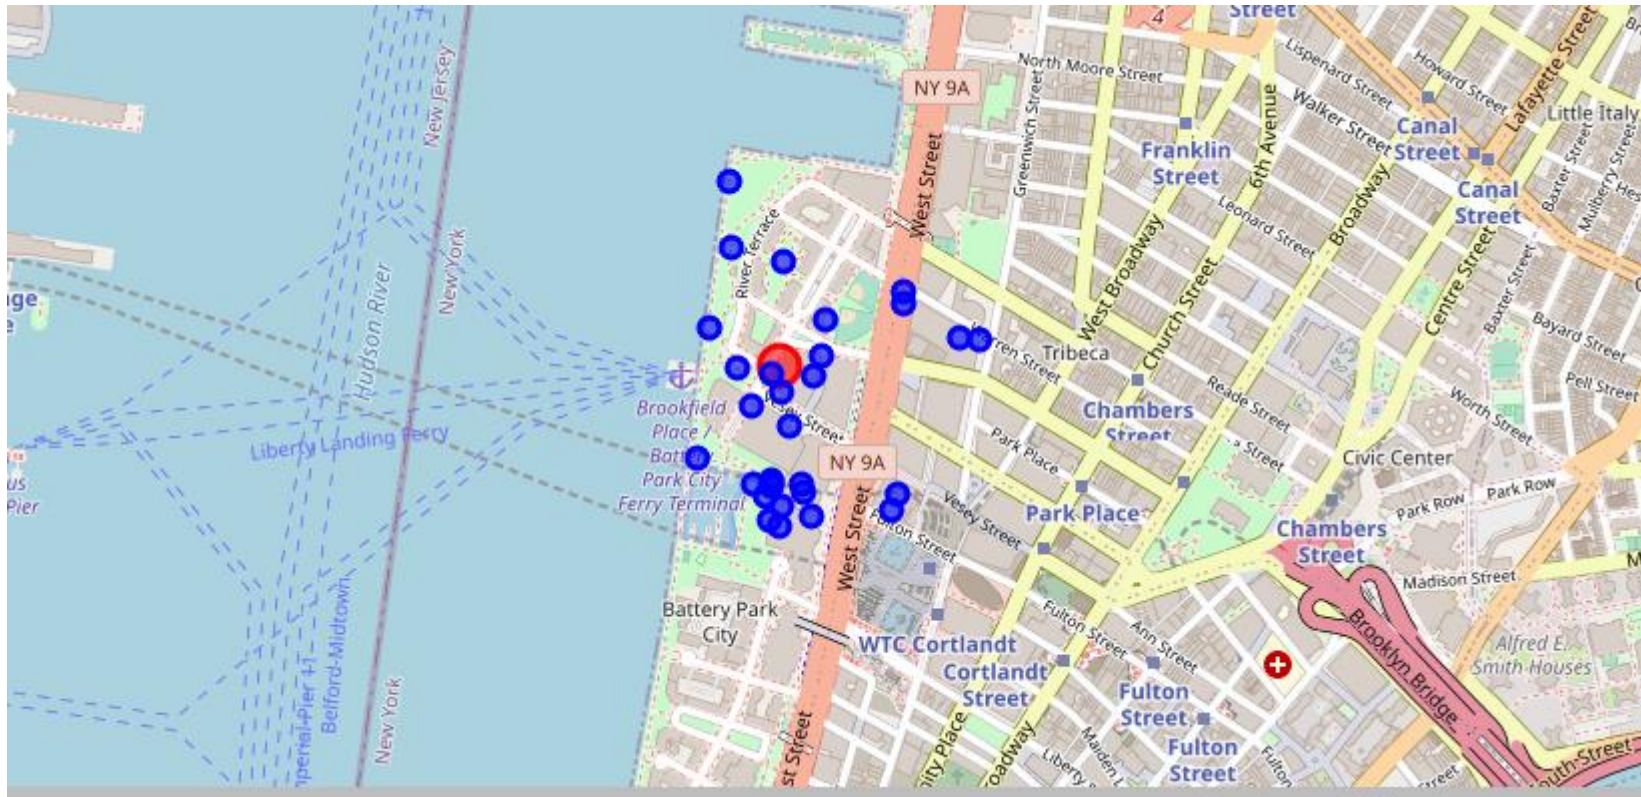 Street
4
Lispenard Street
Howard Street
Lafayette Street
New Jersey
North Moore Street
NY 9A
Walker Street
Little Italy
Canal
Street
Franklin
Street
6th Avenue
Greenwich Street
West Street
Canal
Street
Baxter Street
Mulberry Street
Leonard Street
Broadway
River Terrace
New York
Hudson River
West Broadway
Church Street
Centre Street
Baxter Street
Bayard Street
Warren Street
Tribeca
Pell Street
Reade Street
Worth Street
Chambers
Street
Brookfield
Place /
Battery
Park City
Ferry Terminal
Vesey Street
Liberty Landing Ferry
Park Place
Civic Center
NY 9A
Park Row
Park Row
us
Pier
West Street
Fulton Street
Vesey Street
Park Place
Chambers
Street
Madison Street
Battery Park
City
Belford-Midtown
WTC Cortlandt
Cortlandt
Street
Fulton Street
Ann Street
Brooklyn Bridge
Alfred E.
Smith Houses
Fulton
Street
New York
Fulton
Street
Liberty
Fulton
Street